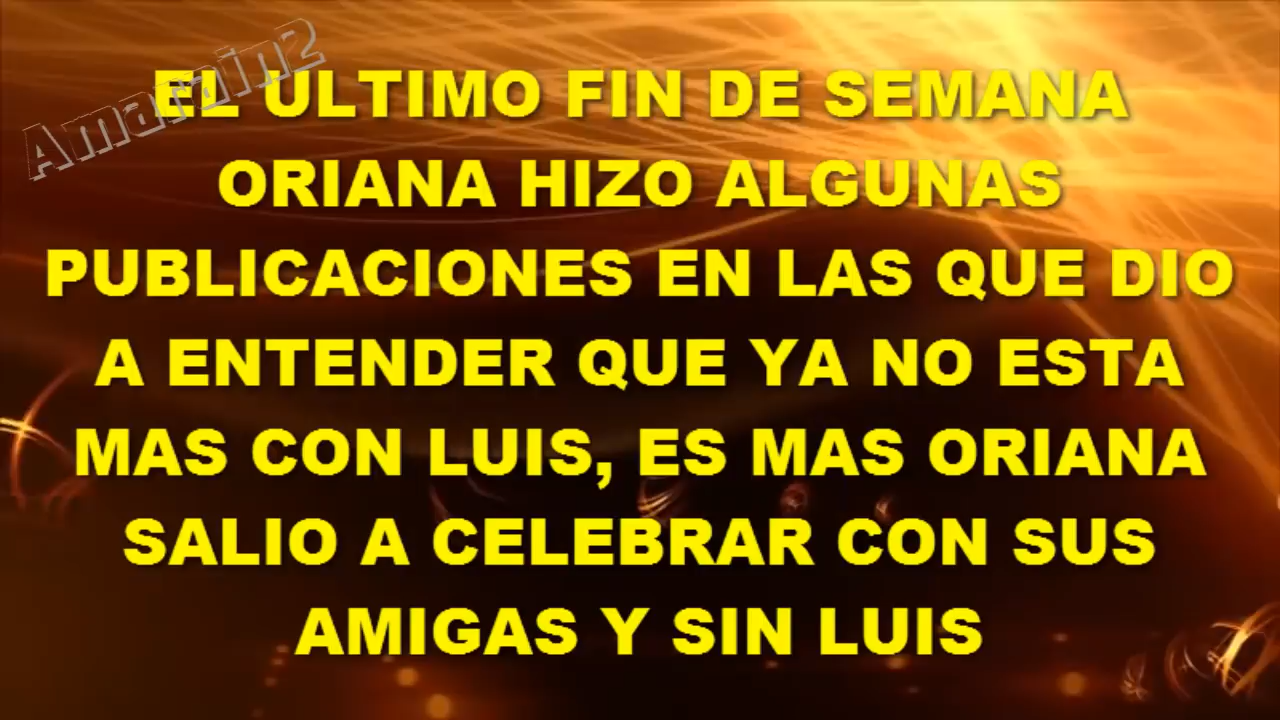 Amarain2
EL ULTIMO FIN DE SEMANA
ORIANA HIZO ALGUNAS
PUBLICACIONES EN LAS QUE DIO
A ENTENDER QUE YA NO ESTA
MAS CON LUIS, ES MAS ORIANA
SALIO A CELEBRAR CON SUS
AMIGAS Y SIN LUIS